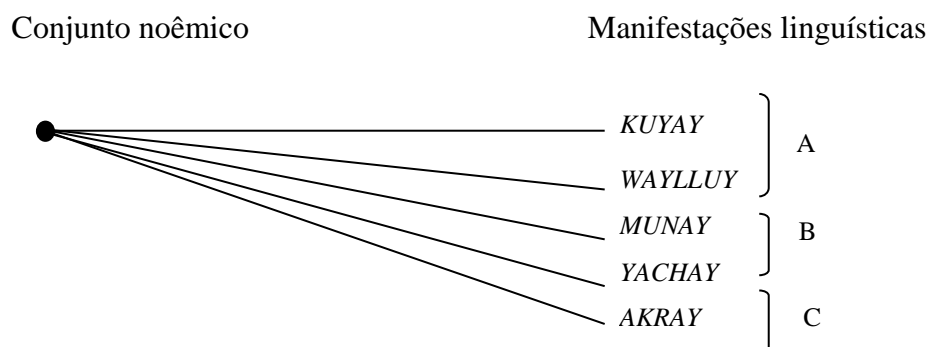 Conjunto noêmico Manifestações linguísticas
KUYAY
A
WAYLLUY
MUNAY B
YACHAY
AKRAY C